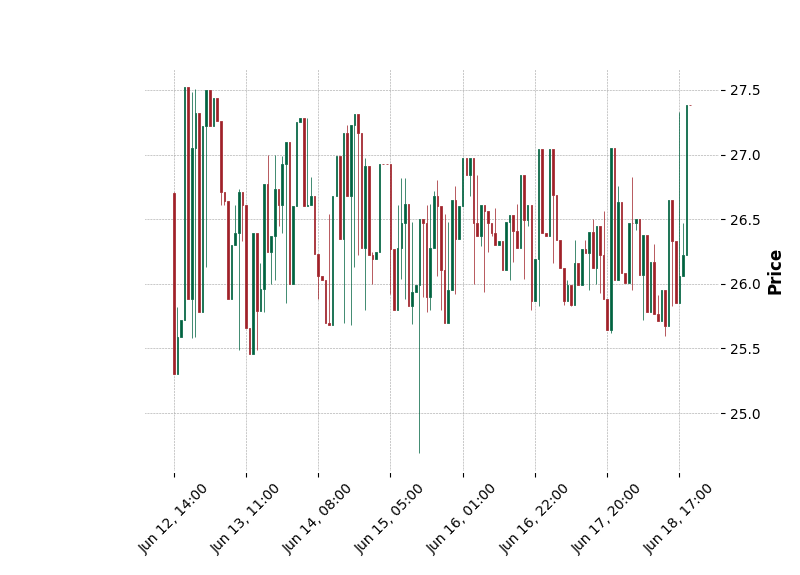 27.5
27.0
26.5
26.0
25.5
25.0
Price
Jun 12, 14:00
Jun 13, 11:00
Jun 14, 08:00
Jun 15, 05:00
Jun 16, 01:00
Jun 16, 22:00
Jun 17, 20:00
Jun 18, 17:00